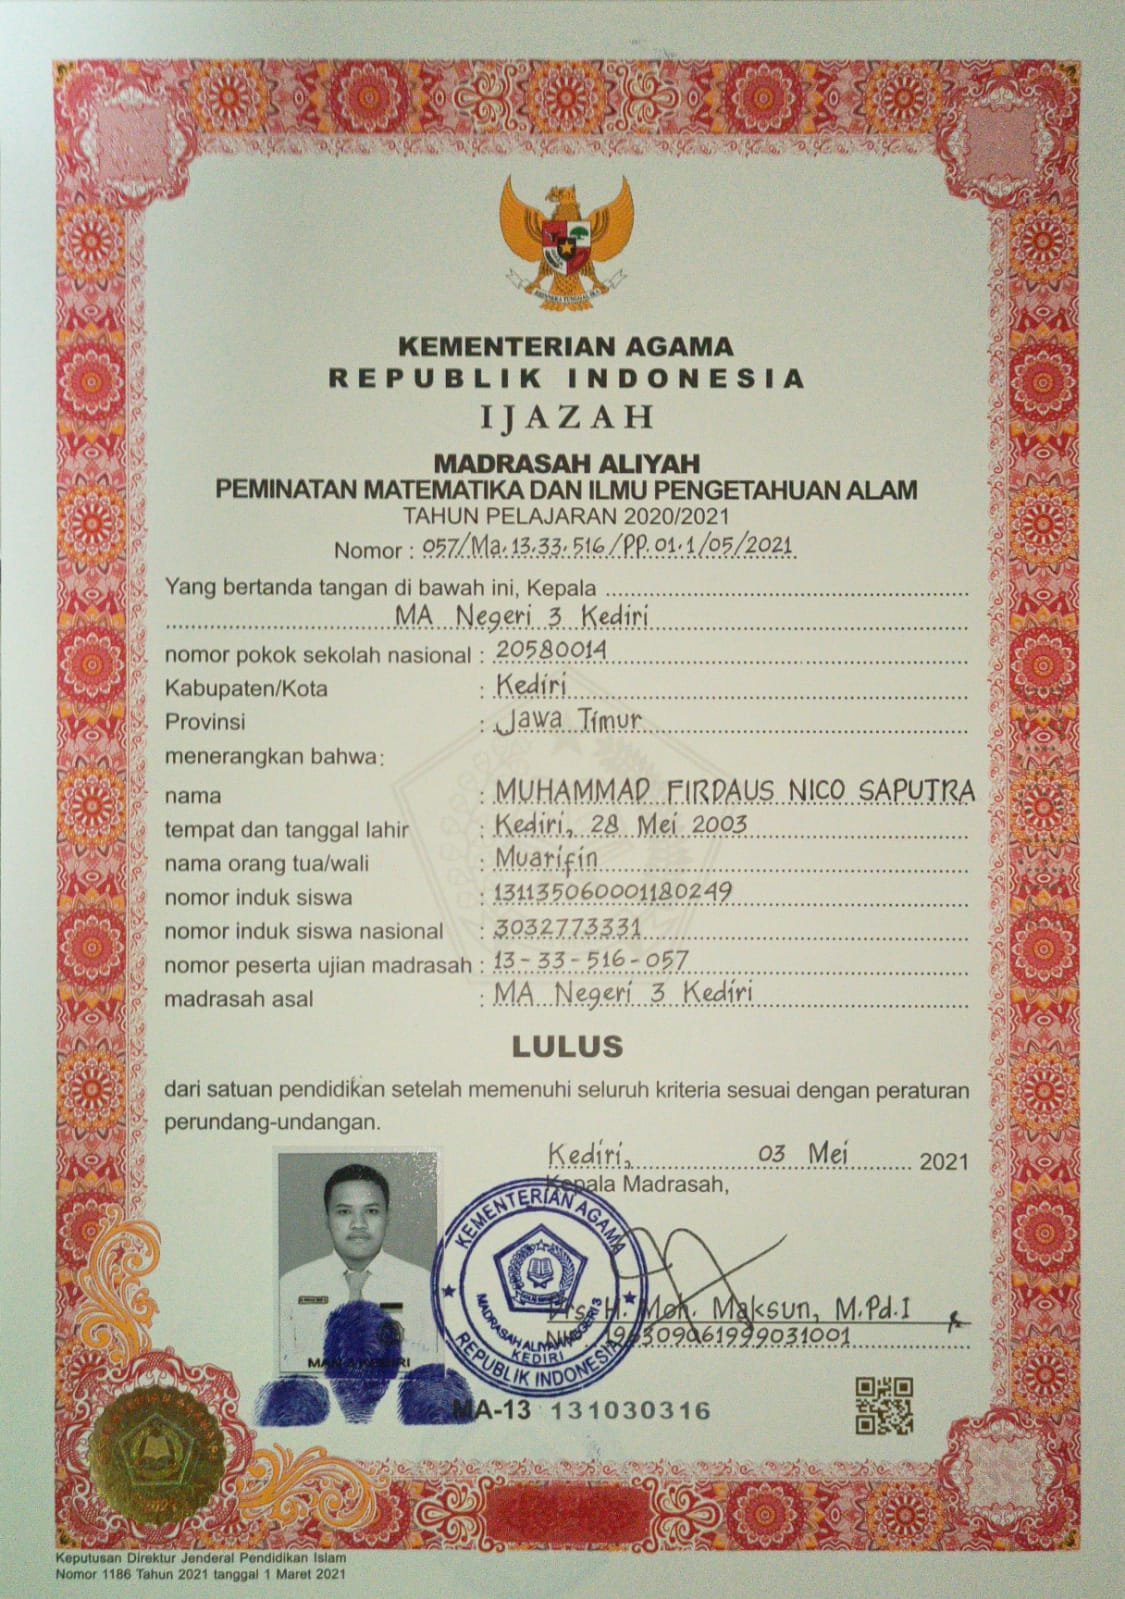 KEMENTERIAN AGAMA
REPUBLIK INDONESIA
IJAZAH
MADRASAH ALIYAH
PEMINATAN MATEMATIKA DAN ILMU PENGETAHUAN ALAM
TAHUN PELAJARAN 2020/2021
Nomor : 057/Ma.13.33.516/PP.01.1/05/2021
Yang bertanda tangan di bawah ini, Kepala
MA Negeri 3 Kediri
nomor pokok sekolah nasional : 20580014
Kabupaten/Kota : Kediri
Provinsi : Jawa Timur
menerangkan bahwa:
nama : MUHAMMAD FIRDAUS NICO SAPUTRA
tempat dan tanggal lahir : Kediri, 28 Mei 2003
nama orang tua/wali : Muarifin
nomor induk siswa : 131135060001180249
nomor induk siswa nasional : 3032773331
nomor peserta ujian madrasah : 13-33-516-057
madrasah asal : MA Negeri 3 Kediri
LULUS
dari satuan pendidikan setelah memenuhi seluruh kriteria sesuai dengan peraturan
perundang-undangan.
Kediri, 03 Mei 2021
Kepala Madrasah,
KEMENTERIAN AGAMA
MADRASAH ALIYAH NEGERI 3
KEDIRI
REPUBLIK INDONESIA
Drs. H. Moh. Maksun, M.Pd.I
196309061999031001
MAN 3 KEDIRI
MA-13 131030316
Keputusan Direktur Jenderal Pendidikan Islam
Nomor 1186 Tahun 2021 tanggal 1 Maret 2021